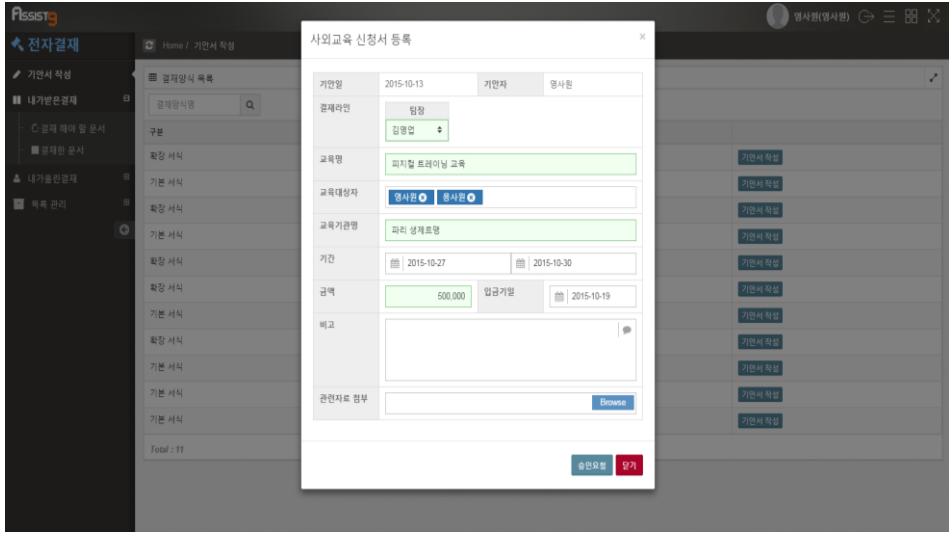 Assist9
영사원(영사원)
전자결재
Home / 기안서 작성
기안서 작성
내가받은결재
결재 해야 할 문서
결재한 문서
내가올린결재
목록 관리
결재양식 목록
결재양식명
구분
확장 서식
기안서 작성
기본 서식
기안서 작성
확장 서식
기안서 작성
기본 서식
기안서 작성
확장 서식
기안서 작성
확장 서식
기안서 작성
기본 서식
기안서 작성
확장 서식
기안서 작성
기본 서식
기안서 작성
기본 서식
기안서 작성
기본 서식
기안서 작성
Total : 11
사외교육 신청서 등록
×
기안일 2015-10-13 기안자 영사원
결재라인 팀장
김영업
교육명 피지컬 트레이닝 교육
교육대상자 영사원 용사원
교육기관명 파리 생제르맹
기간 2015-10-27 2015-10-30
금액 500,000 입금기일 2015-10-19
비고
관련자료 첨부 Browse
승인요청 닫기